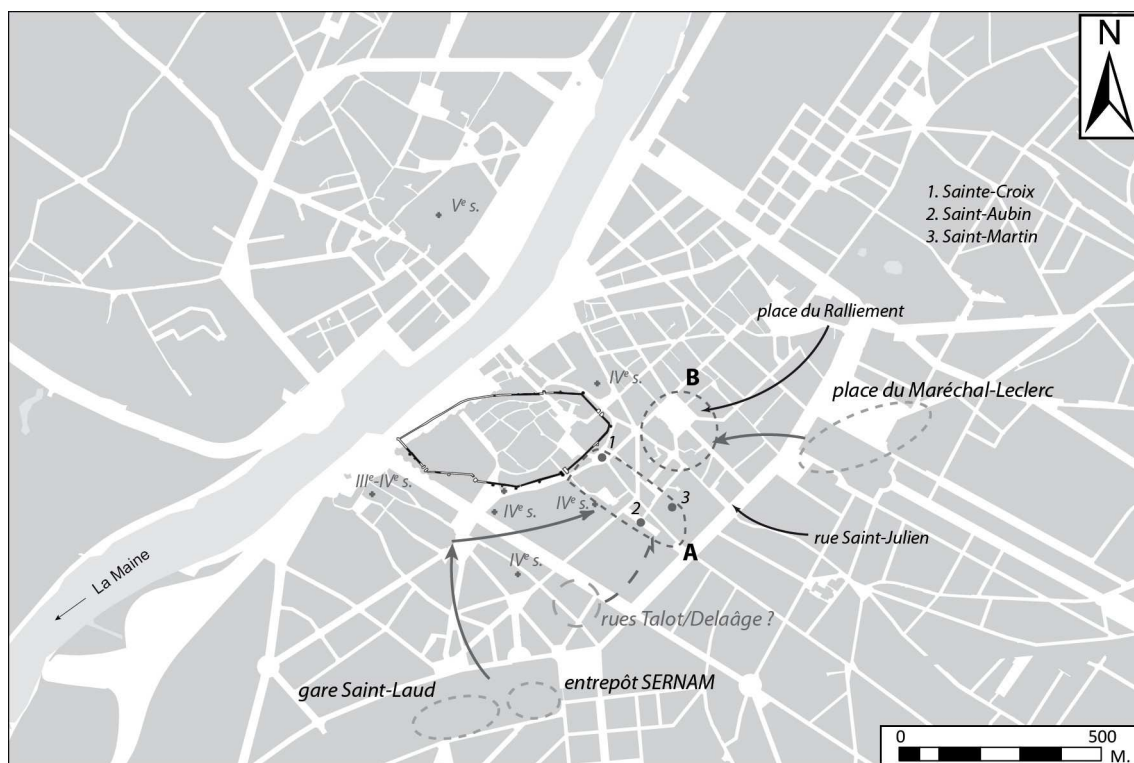 N
1. Sainte-Croix
2. Saint-Aubin
3. Saint-Martin
Vᵉ s.
place du Ralliement
IVᵉ s.
B
place du Maréchal-Leclerc
1
IIIᵉ-IVᵉ s.
IVᵉ s.
IVᵉ s.
2
3
rue Saint-Julien
A
IVᵉ s.
La Maine
rues Talot/Delaâge ?
gare Saint-Laud
entrepôt SERNAM
0 500
M.